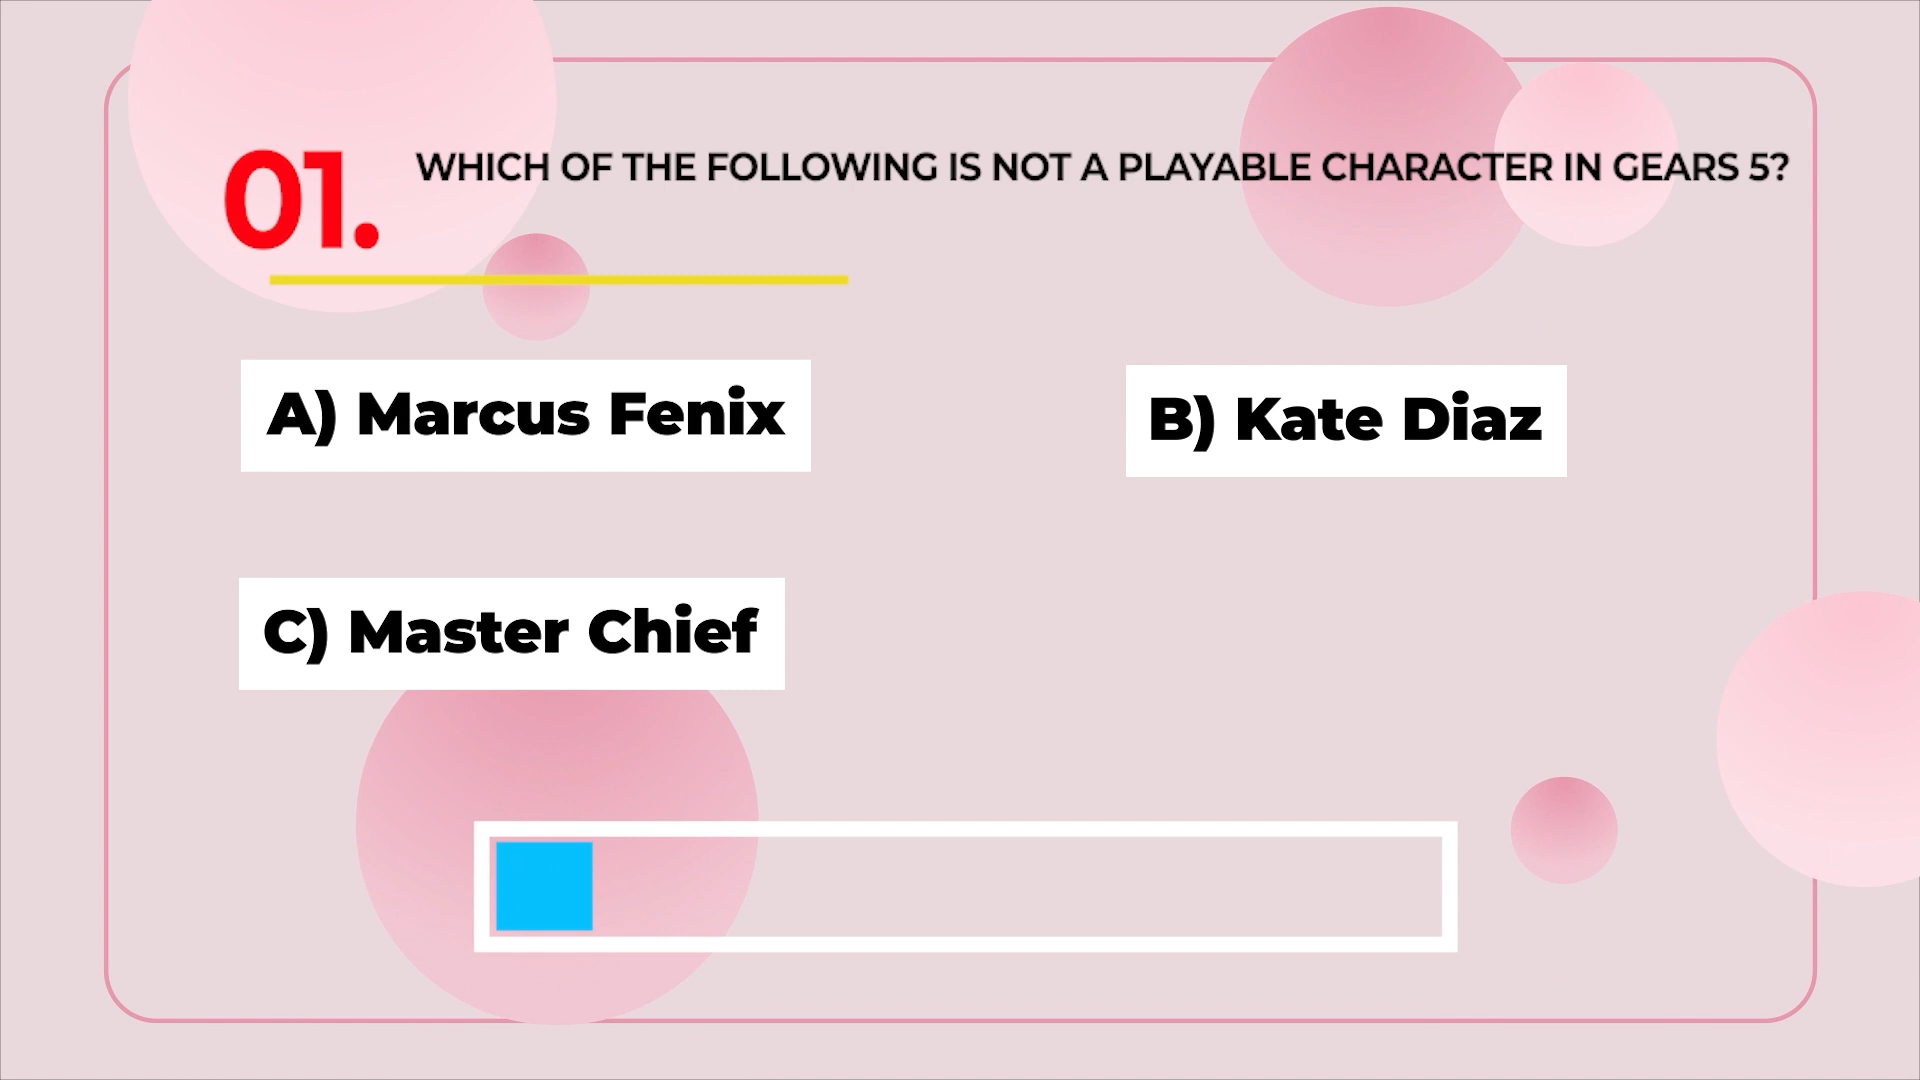 01.
WHICH OF THE FOLLOWING IS NOT A PLAYABLE CHARACTER IN GEARS 5?
A) Marcus Fenix
B) Kate Diaz
C) Master Chief